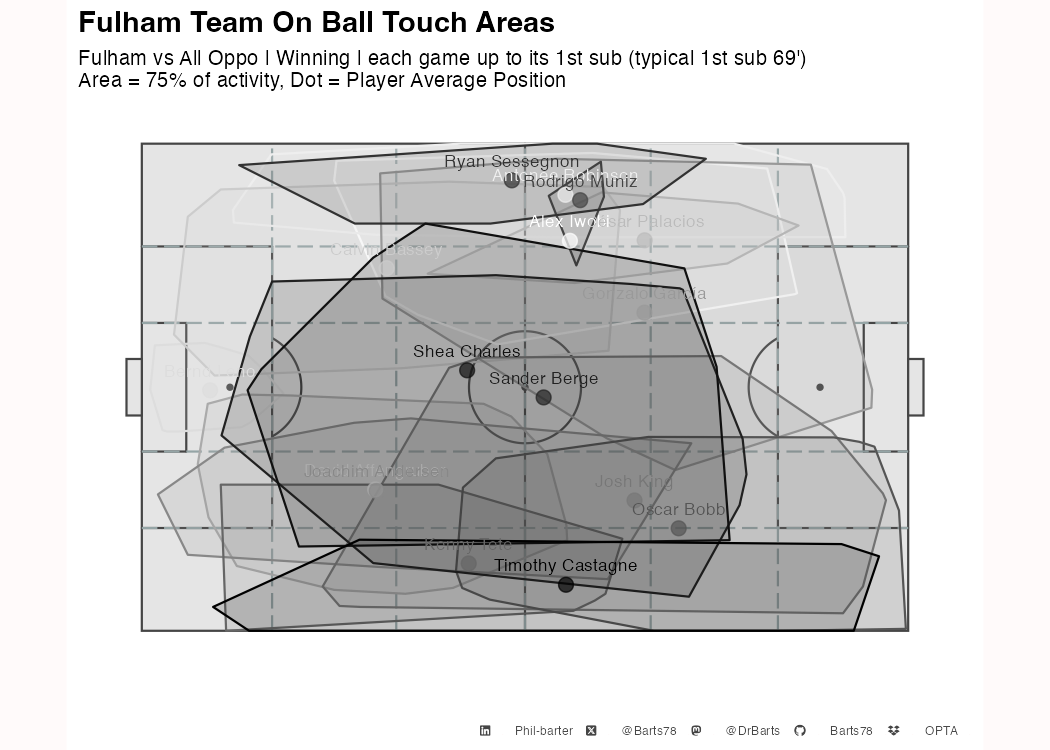 Fulham Team On Ball Touch Areas
Fulham vs All Oppo | Winning | each game up to its 1st sub (typical 1st sub 69')
Area = 75% of activity, Dot = Player Average Position
Ryan Sessegnon
Antonee Robinson
Rodrigo Muniz
Alex Iwobi
Palacios
Calvin Bassey
Gonzalo Garcia
Shea Charles
Sander Berge
Joachim Andersen
Josh King
Oscar Bobb
Kenny Tete
Timothy Castagne
Phil-barter @Barts78 @DrBarts Barts78 OPTA